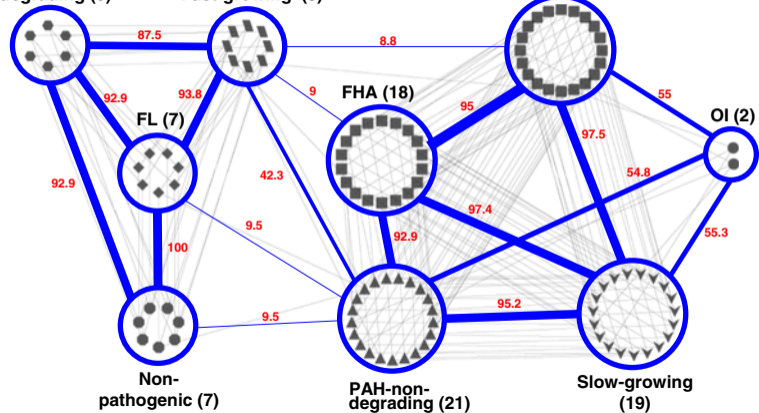 87.5
8.8
92.9
93.8
9
FHA (18)
95
55
FL (7)
OI (2)
97.5
92.9
42.3
54.8
97.4
9.5
92.9
55.3
100
9.5
95.2
Non-
pathogenic (7)
PAH-non-
degrading (21)
Slow-growing
(19)